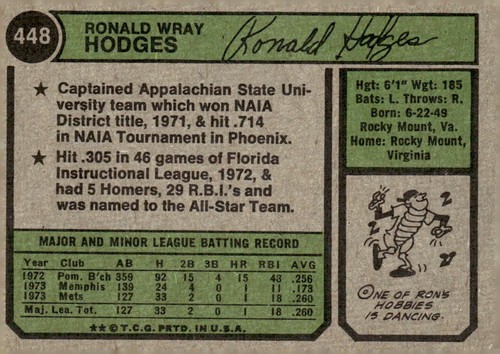 448
RONALD WRAY
HODGES
Ronald Hodges
★ Captained Appalachian State Uni-
versity team which won NAIA
District title, 1971, & hit .714
in NAIA Tournament in Phoenix.
★ Hit .305 in 46 games of Florida
Instructional League, 1972, &
had 5 Homers, 29 R.B.I.'s and
was named to the All-Star Team.
Hgt: 6'1" Wgt: 185
Bats: L. Throws: R.
Born: 6-22-49
Rocky Mount, Va.
Home: Rocky Mount,
Virginia
MAJOR AND MINOR LEAGUE BATTING RECORD
Year Club AB H 2B 3B HR RBI AVG
1972 Pom. B'ch 359 92 15 4 15 43 .256
1973 Memphis 139 24 4 0 1 11 .173
1973 Mets 127 33 2 0 1 18 .260
Maj. Lea. Tot. 127 33 2 0 1 18 .260
★★© T.C.G. PRTD. IN U.S.A.
ONE OF RON'S
HOBBIES
IS DANCING.